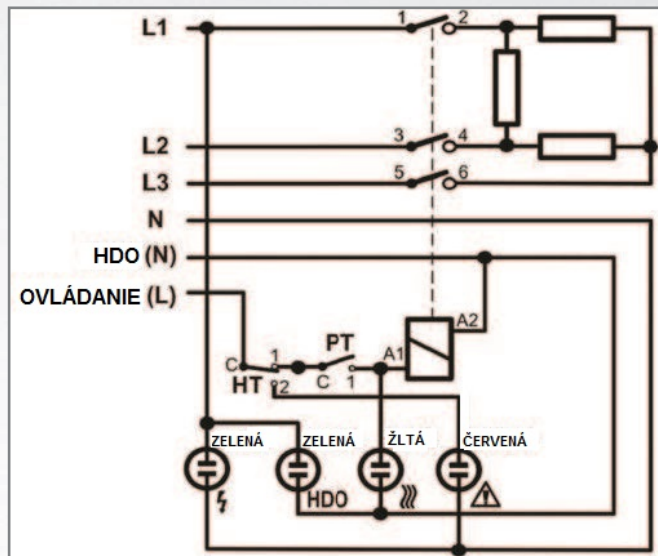 L1
1
2
L2
3
4
L3
5
6
N
HDO (N)
OVLÁDANIE (L)
A2
PT
A1
C
1
HT
2
C
1
ZELENÁ
ZELENÁ
ŽLTÁ
ČERVENÁ
HDO